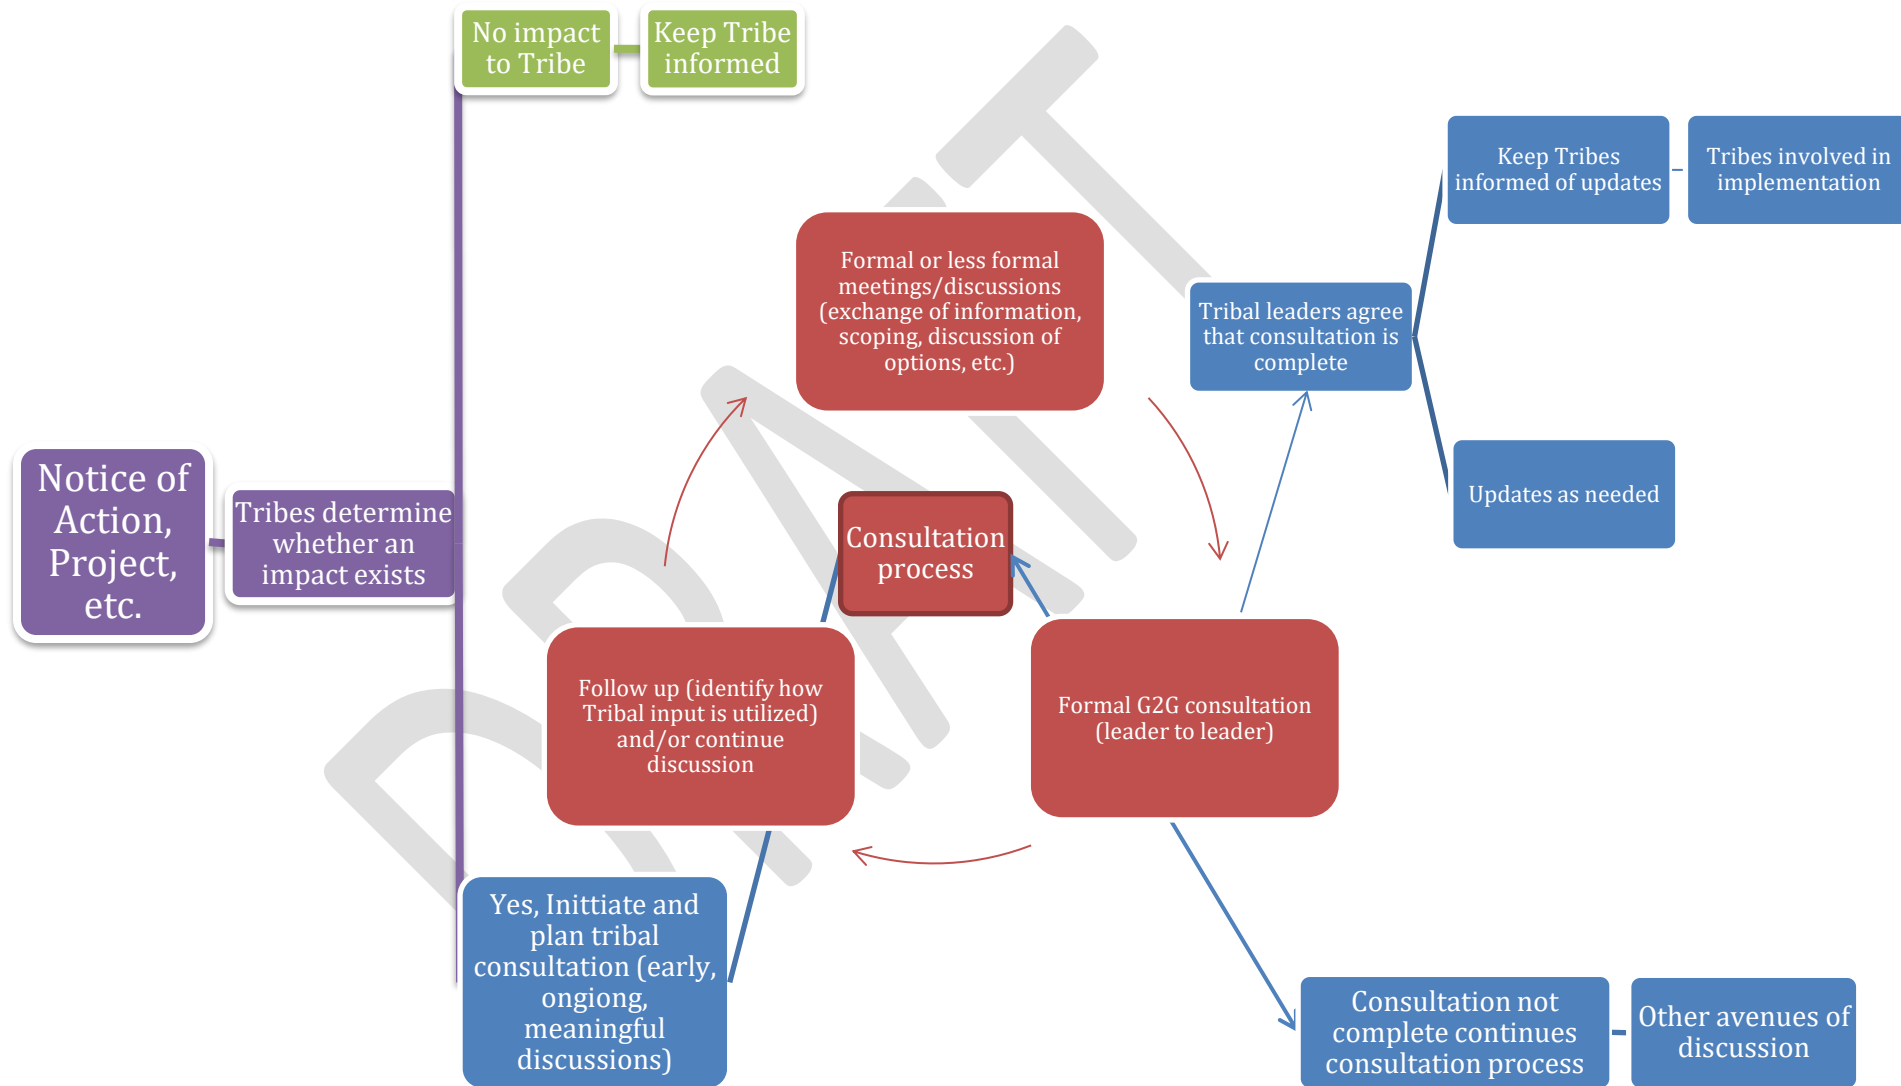 No impact
to Tribe
Keep Tribe
informed
Notice of
Action,
Project,
etc.
Tribes determine
whether an
impact exists
Formal or less formal
meetings/discussions
(exchange of information,
scoping, discussion of
options, etc.)
Consultation
process
Follow up (identify how
Tribal input is utilized)
and/or continue
discussion
Formal G2G consultation
(leader to leader)
Yes, Inittiate and
plan tribal
consultation (early,
ongiong,
meaningful
discussions)
Tribal leaders agree
that consultation is
complete
Keep Tribes
informed of updates
Tribes involved in
implementation
Updates as needed
Consultation not
complete continues
consultation process
Other avenues of
discussion
DRAFT